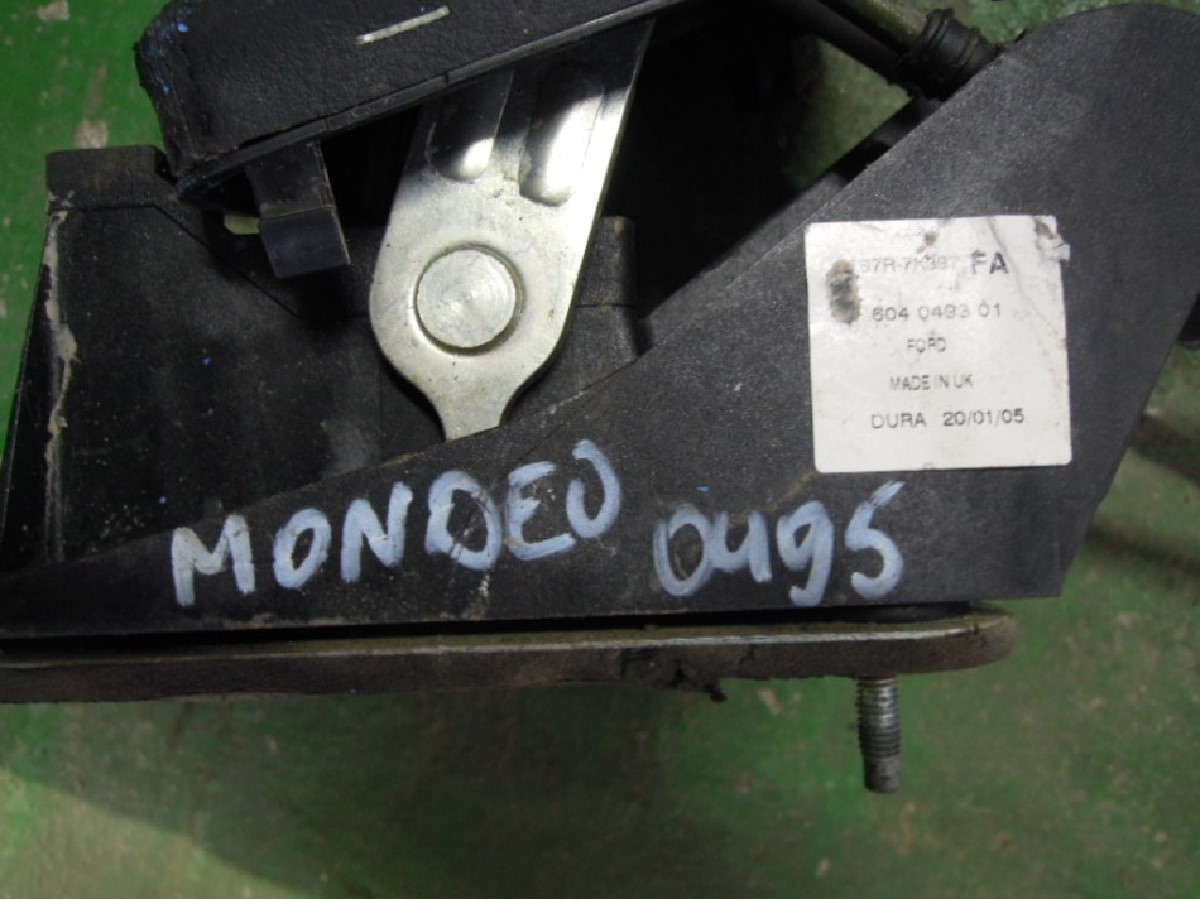 FA
604 0493 01
FORD
MADE IN UK
DURA 20/01/05
MONDEO 0495